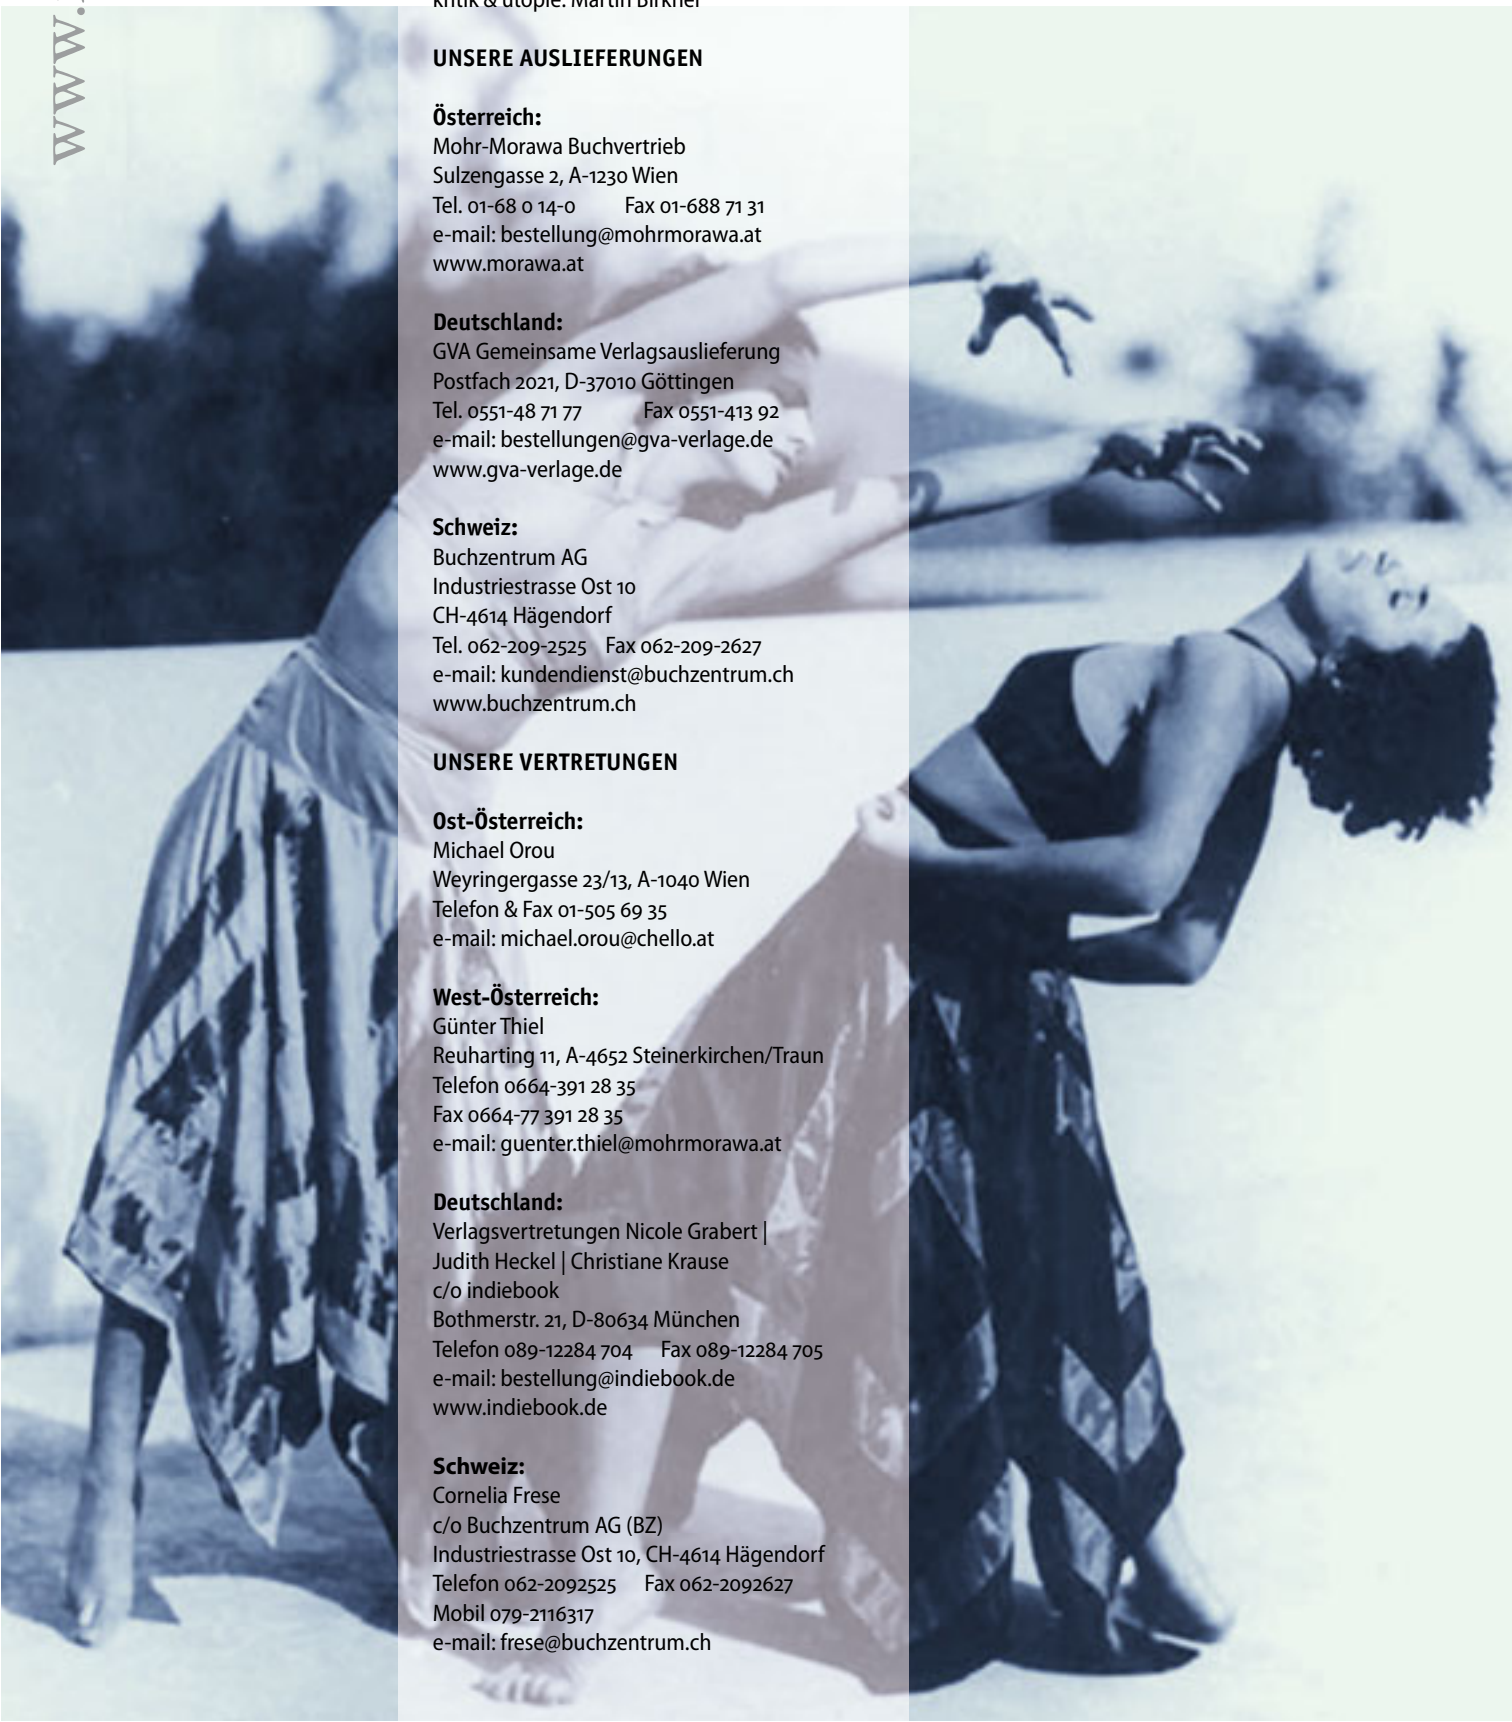 www.
kritik & utopie: Martin Birkner
UNSERE AUSLIEFERUNGEN
Österreich:
Mohr-Morawa Buchvertrieb
Sulzengasse 2, A-1230 Wien
Tel. 01-68 0 14-0 Fax 01-688 71 31
e-mail: bestellung@mohrmorawa.at
www.morawa.at
Deutschland:
GVA Gemeinsame Verlagsauslieferung
Postfach 2021, D-37010 Göttingen
Tel. 0551-48 71 77 Fax 0551-413 92
e-mail: bestellungen@gva-verlage.de
www.gva-verlage.de
Schweiz:
Buchzentrum AG
Industriestrasse Ost 10
CH-4614 Hägendorf
Tel. 062-209-2525 Fax 062-209-2627
e-mail: kundendienst@buchzentrum.ch
www.buchzentrum.ch
UNSERE VERTRETUNGEN
Ost-Österreich:
Michael Orou
Weyringergasse 23/13, A-1040 Wien
Telefon & Fax 01-505 69 35
e-mail: michael.orou@chello.at
West-Österreich:
Günter Thiel
Reuharting 11, A-4652 Steinerkirchen/Traun
Telefon 0664-391 28 35
Fax 0664-77 391 28 35
e-mail: guenter.thiel@mohrmorawa.at
Deutschland:
Verlagsvertretungen Nicole Grabert |
Judith Heckel | Christiane Krause
c/o indiebook
Bothmerstr. 21, D-80634 München
Telefon 089-12284 704 Fax 089-12284 705
e-mail: bestellung@indiebook.de
www.indiebook.de
Schweiz:
Cornelia Frese
c/o Buchzentrum AG (BZ)
Industriestrasse Ost 10, CH-4614 Hägendorf
Telefon 062-2092525 Fax 062-2092627
Mobil 079-2116317
e-mail: frese@buchzentrum.ch